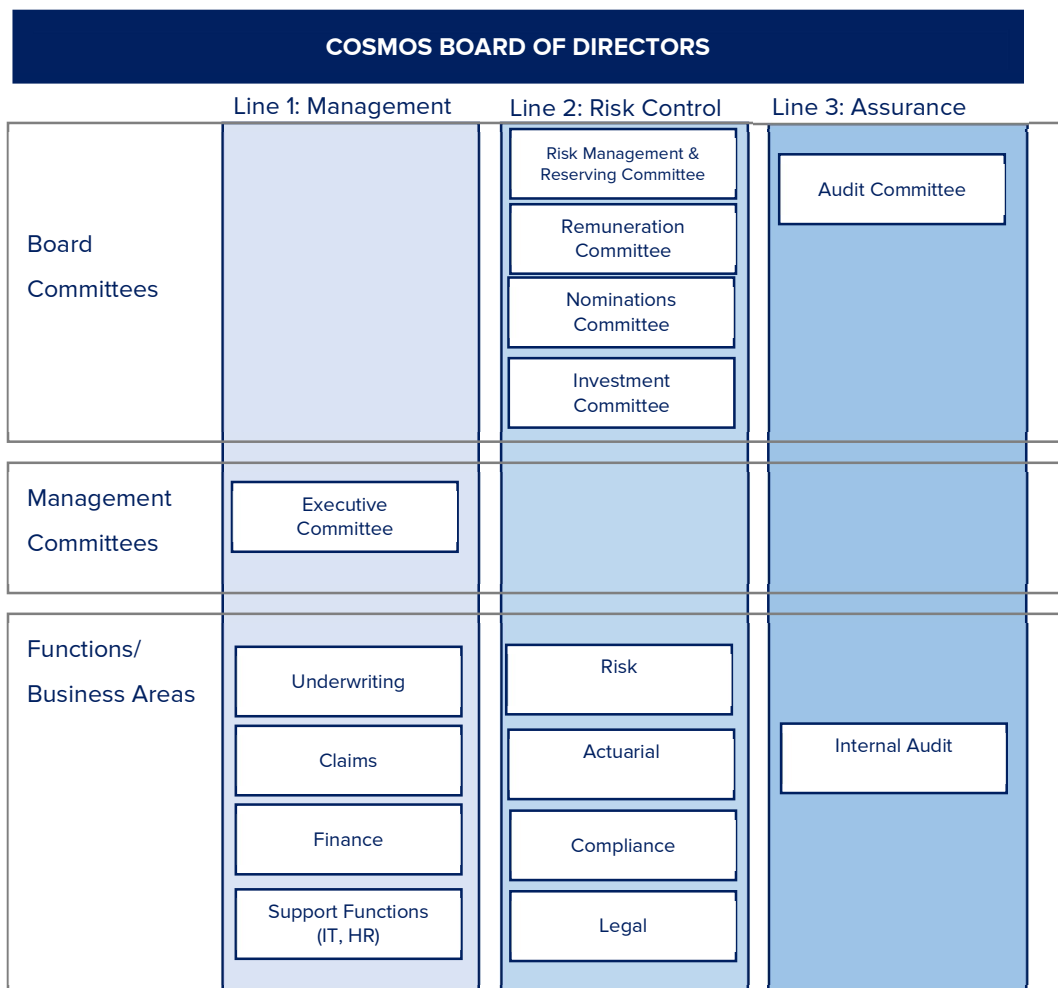 COSMOS BOARD OF DIRECTORS
Line 1: Management
Line 2: Risk Control
Line 3: Assurance
Board
Committees
Risk Management &
Reserving Committee
Remuneration
Committee
Nominations
Committee
Investment
Committee
Audit Committee
Management
Committees
Executive
Committee
Functions/
Business Areas
Underwriting
Claims
Finance
Support Functions
(IT, HR)
Risk
Actuarial
Compliance
Legal
Internal Audit